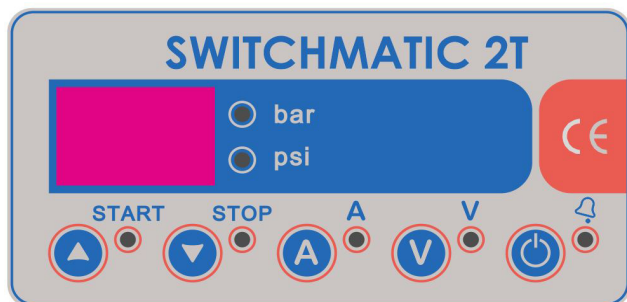 SWITCHMATIC 2T
bar
CE
psi
START STOP A V
A V